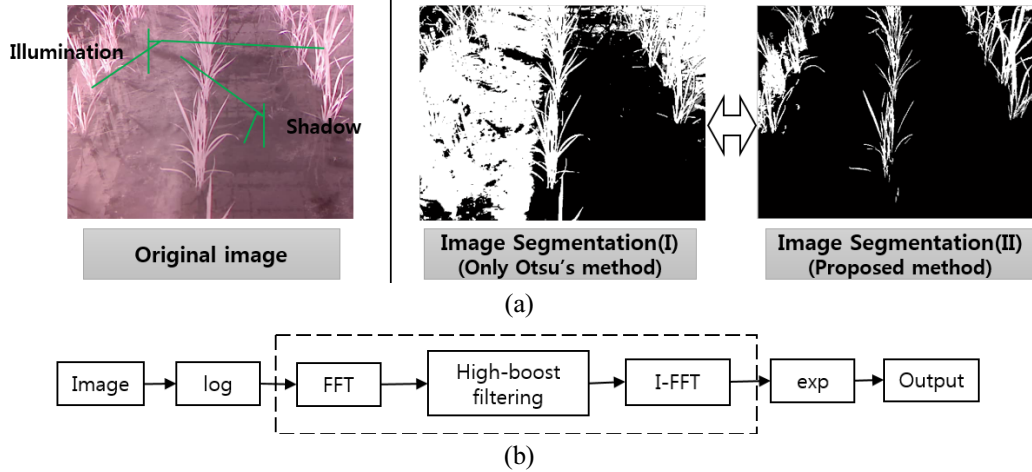 Illumination
Shadow
Original image
Image Segmentation(I)
(Only Otsu's method)
Image Segmentation(II)
(Proposed method)
(a)
Image
log
FFT
High-boost
filtering
I-FFT
exp
Output
(b)